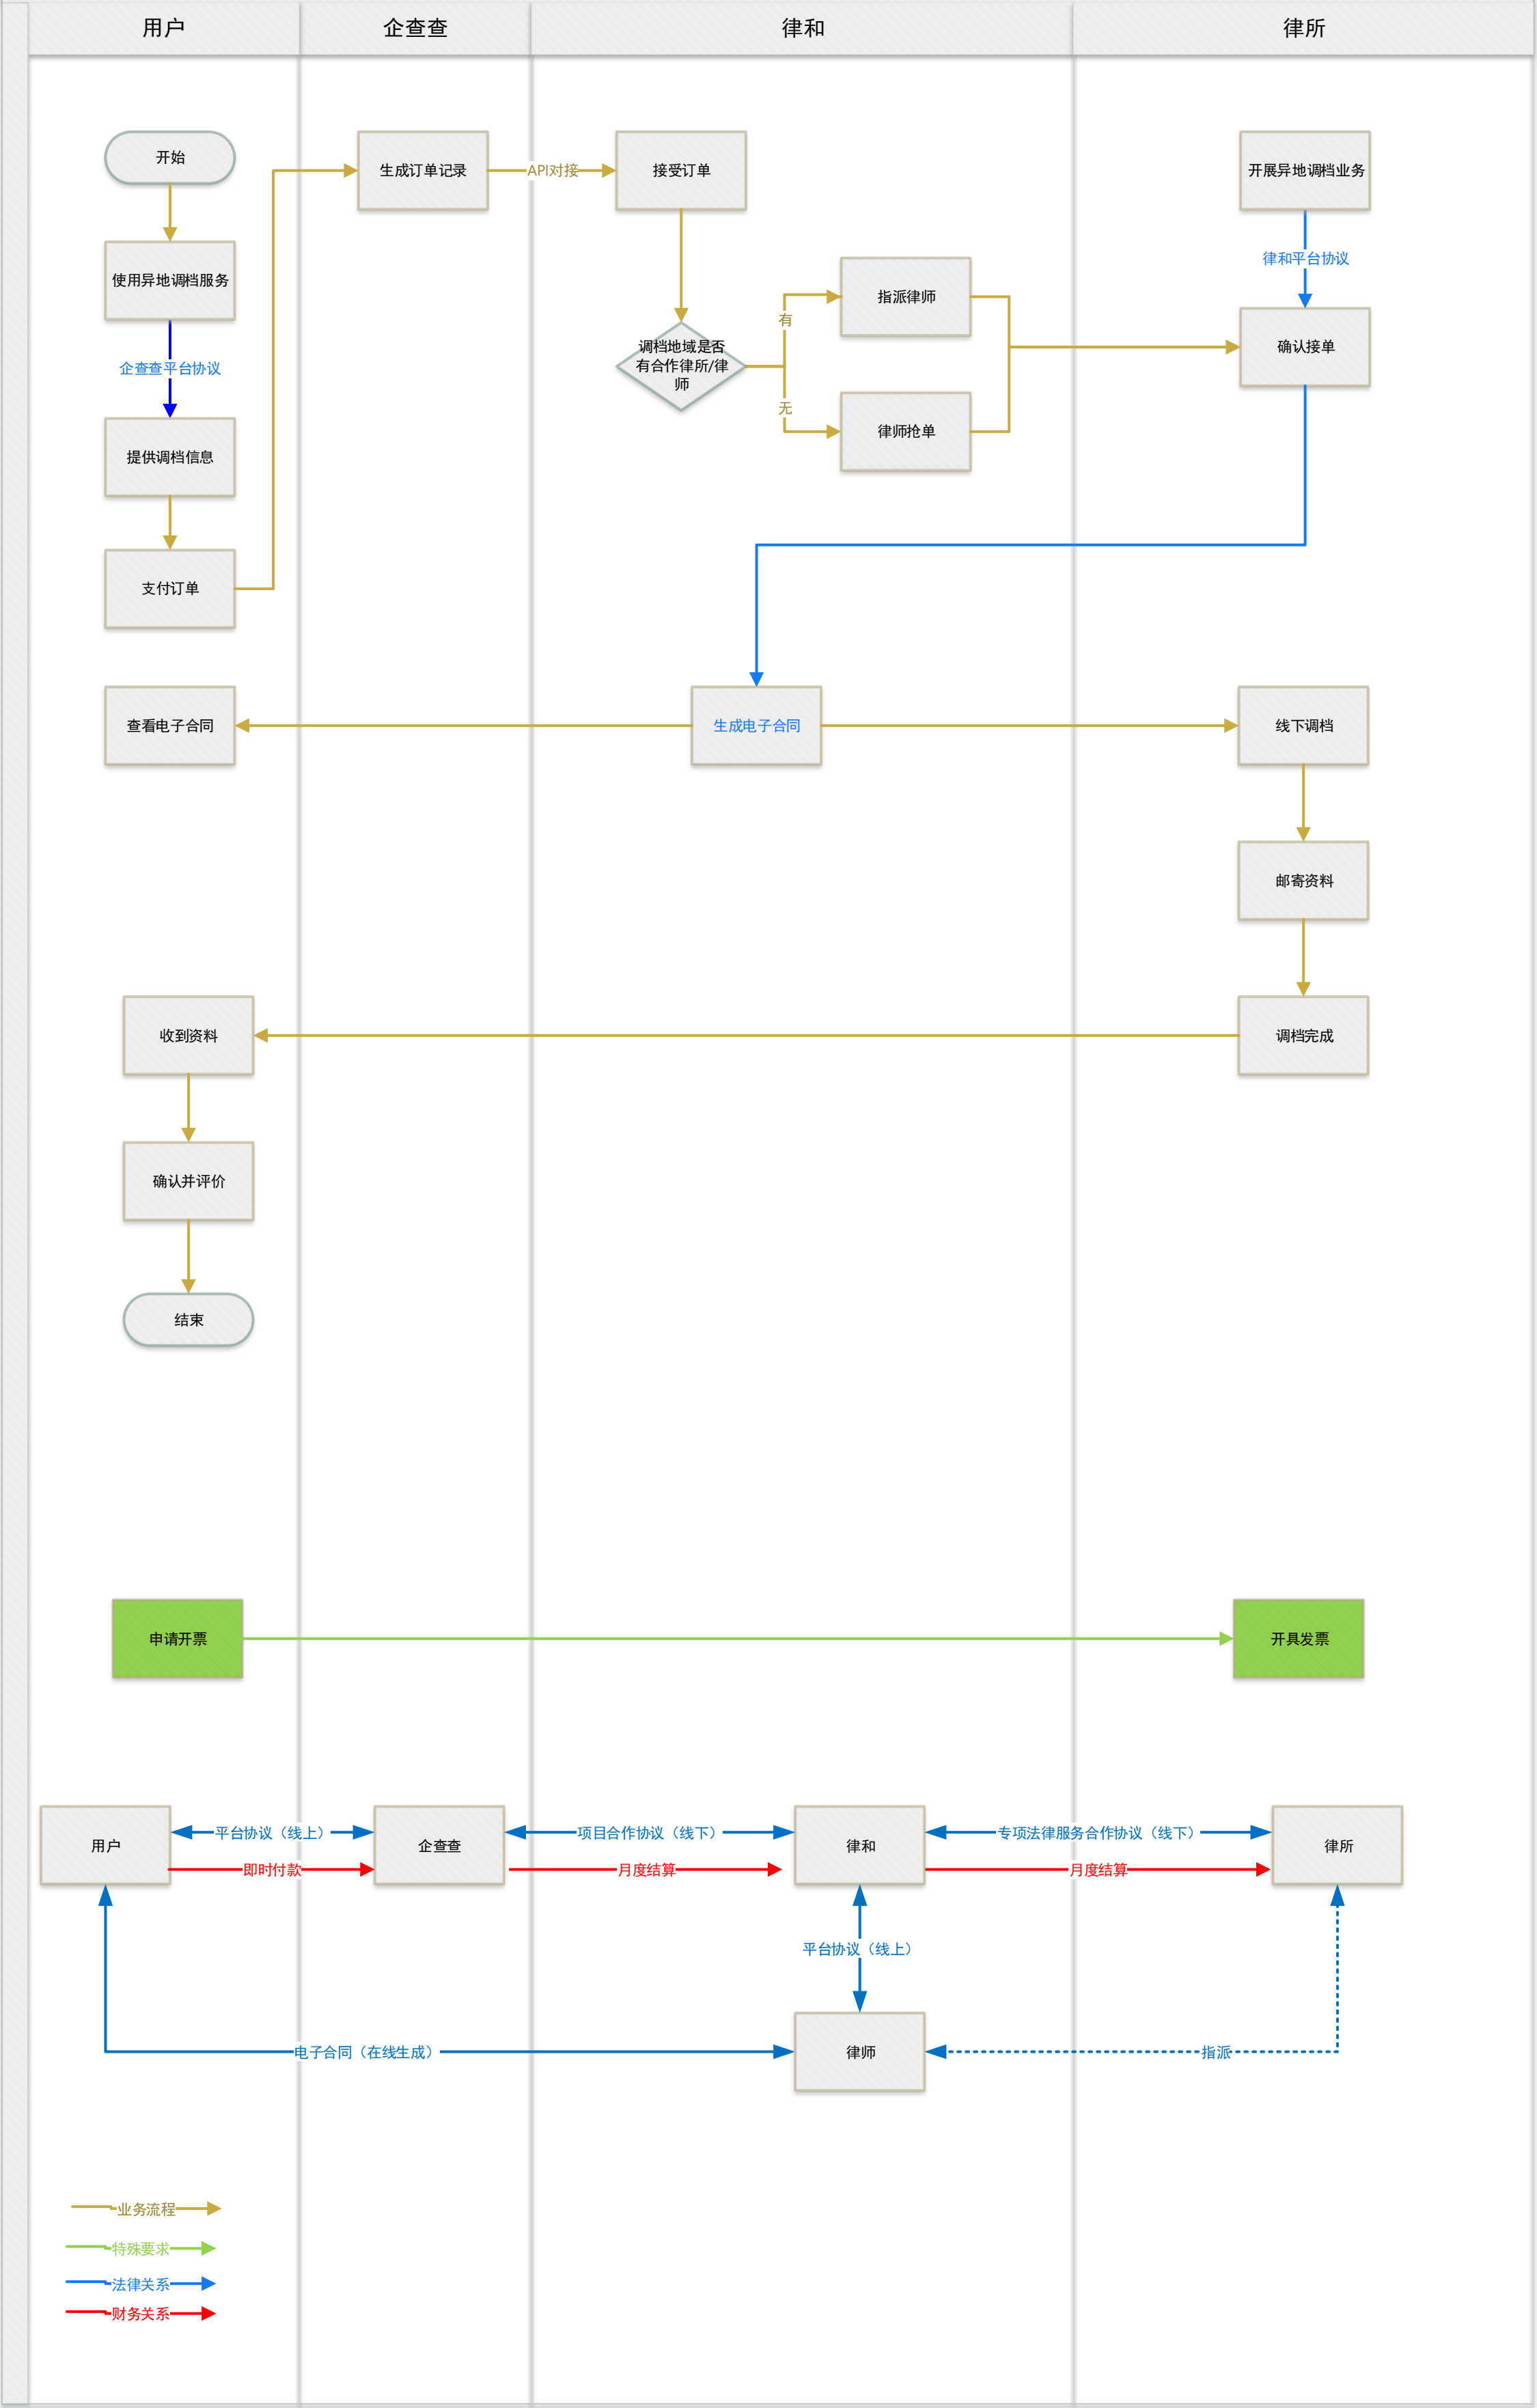 用户
企查查
律和
律所
开始
生成订单记录
API对接
接受订单
开展异地调档业务
使用异地调档服务
律和平台协议
指派律师
有
调档地域是否
有合作律所/律
师
确认接单
企查查平台协议
无
律师抢单
提供调档信息
支付订单
查看电子合同
生成电子合同
线下调档
邮寄资料
收到资料
调档完成
确认并评价
结束
申请开票
开具发票
用户
平台协议（线上）
即时付款
企查查
项目合作协议（线下）
月度结算
律和
专项法律服务合作协议（线下）
月度结算
律所
平台协议（线上）
电子合同（在线生成）
律师
指派
业务流程
特殊要求
法律关系
财务关系